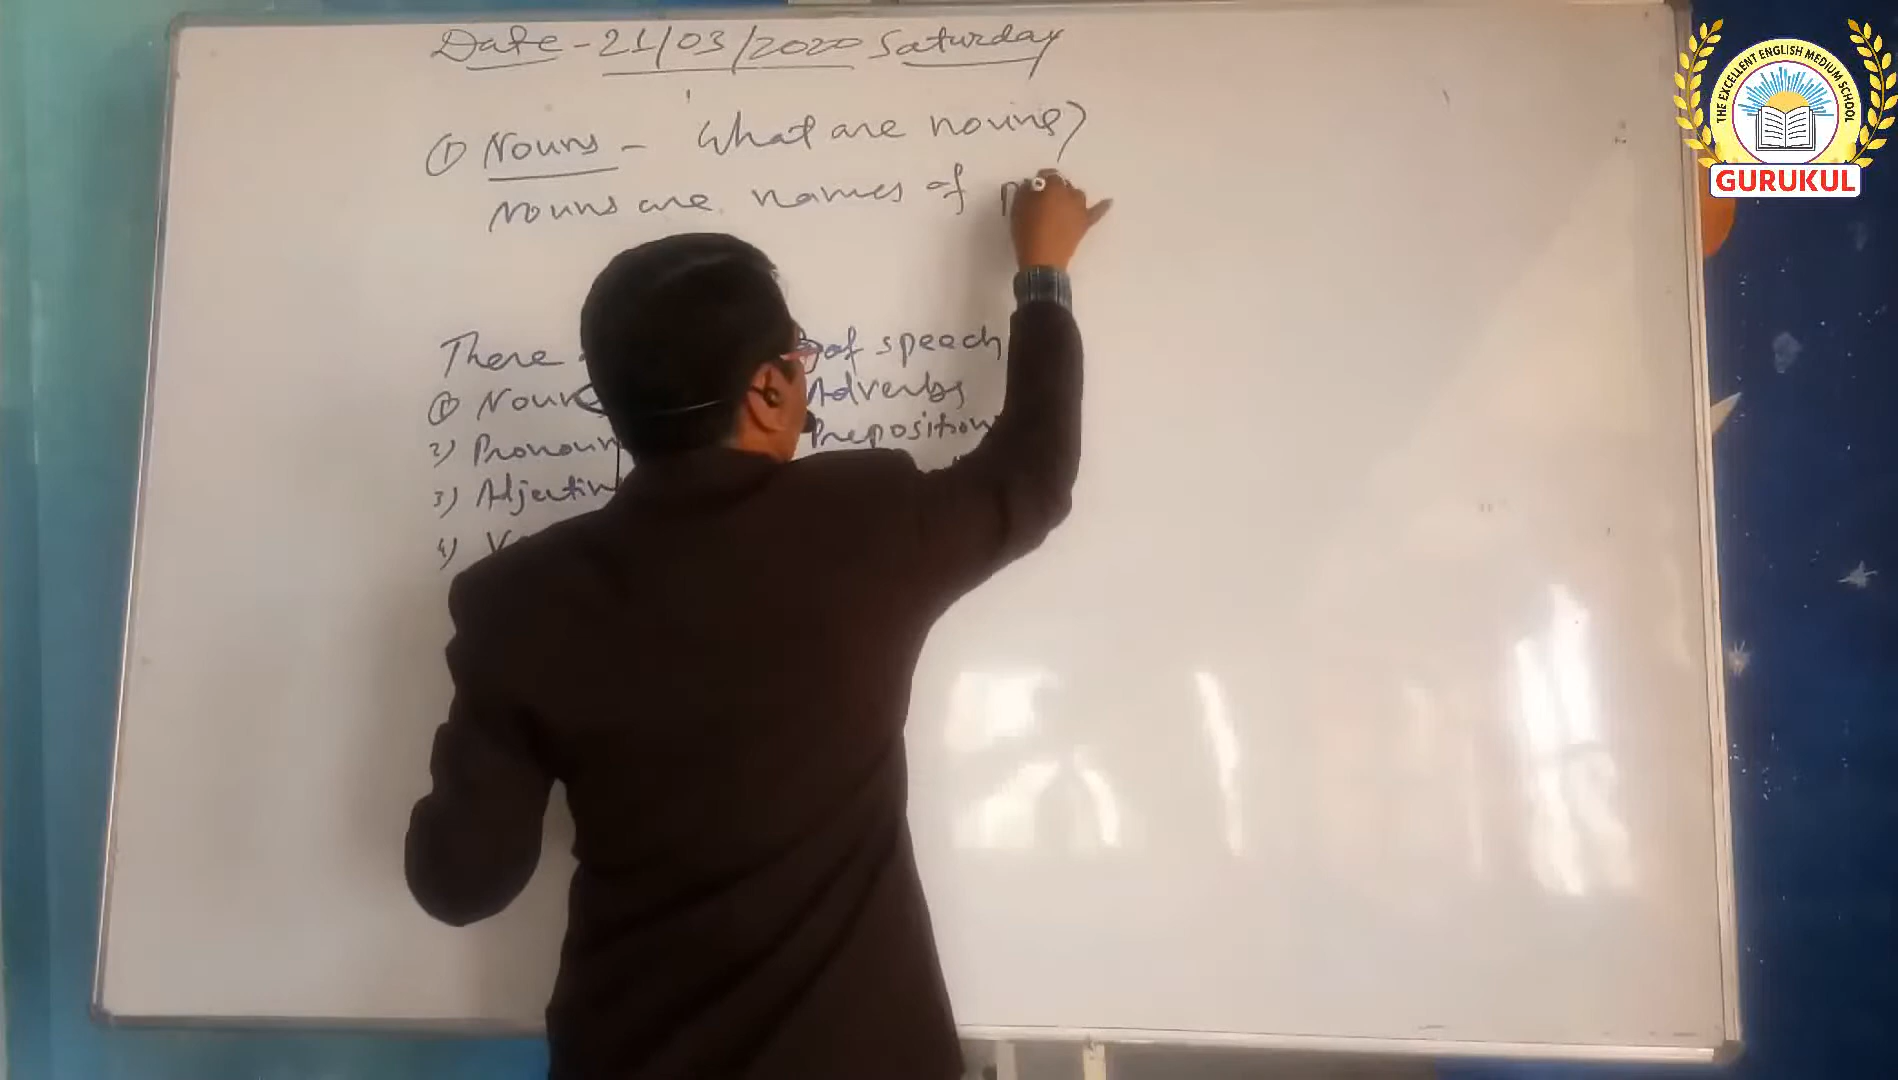 Date - 21/03/2020 Saturday
① Nouns - What are nouns?
Nouns are names of
There of speech
① Noun Adverbs
2) Pronoun Preposition
3) Adjectiv
4) V
THE EXCELLENT ENGLISH MEDIUM SCHOOL
GURUKUL